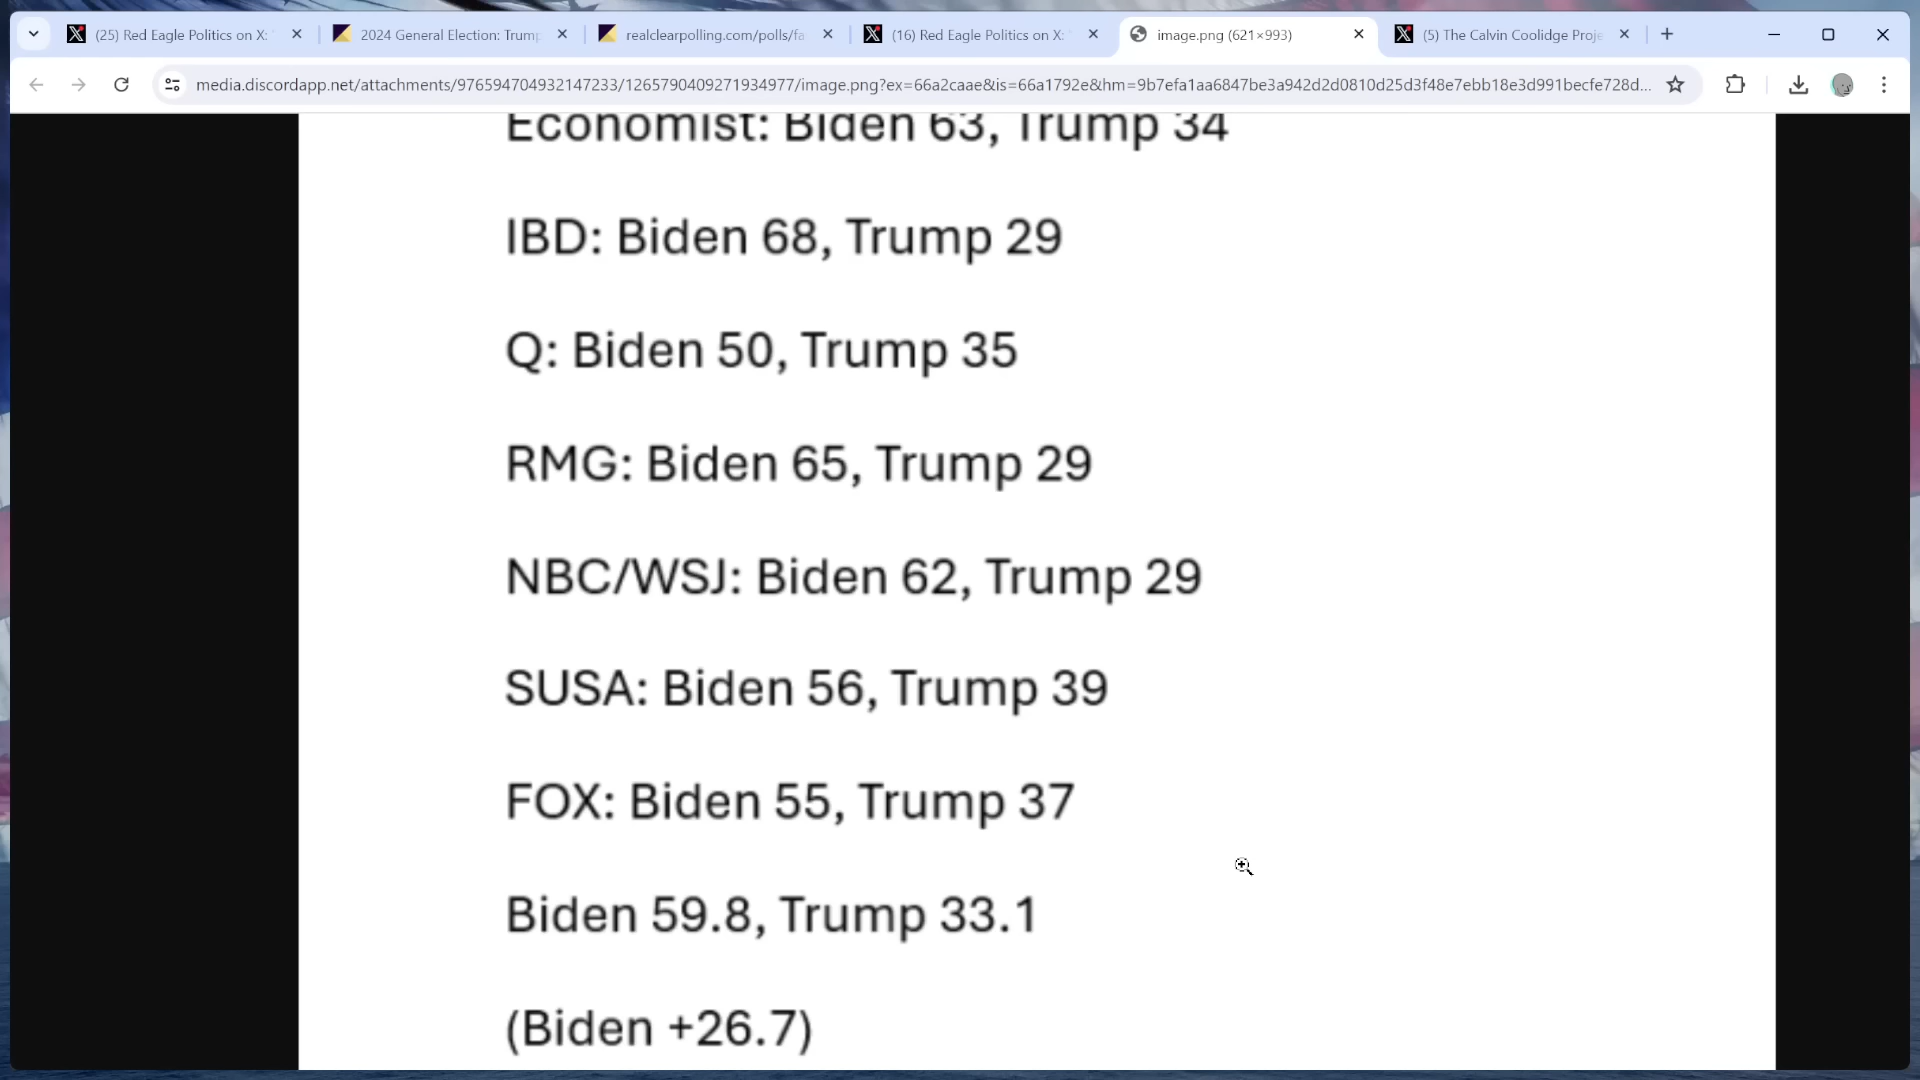 (25) Red Eagle Politics on X: "
2024 General Election: Trump
realclearpolling.com/polls/fa
(16) Red Eagle Politics on X: "
image.png (621×993)
(5) The Calvin Coolidge Proje
media.discordapp.net/attachments/976594704932147233/1265790409271934977/image.png?ex=66a2caae&is=66a1792e&hm=9b7efa1aa6847be3a942d2d0810d25d3f48e7ebb18e3d991becfe728d...
Economist: Biden 63, Trump 34
IBD: Biden 68, Trump 29
Q: Biden 50, Trump 35
RMG: Biden 65, Trump 29
NBC/WSJ: Biden 62, Trump 29
SUSA: Biden 56, Trump 39
FOX: Biden 55, Trump 37
Biden 59.8, Trump 33.1
(Biden +26.7)